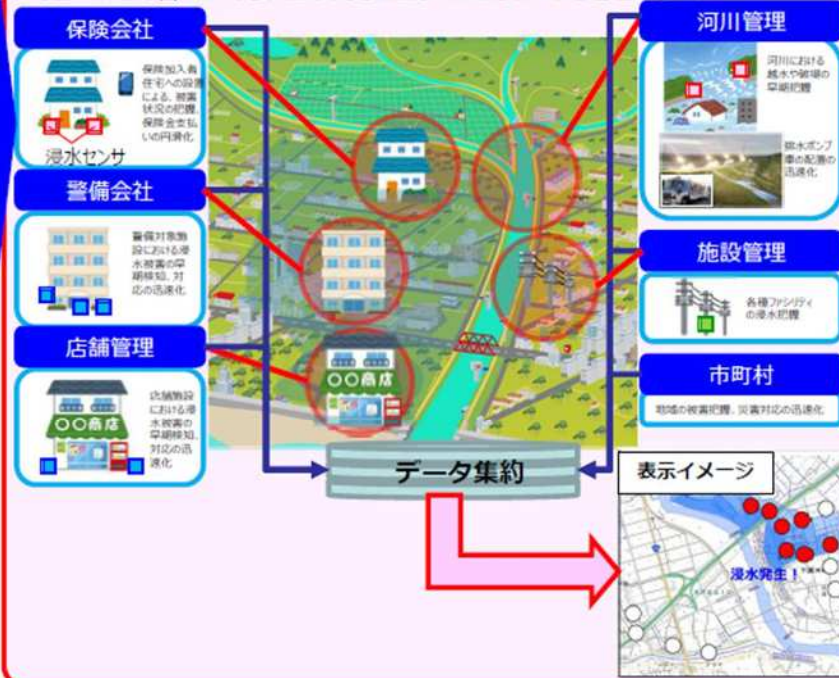 保険会社
保険加入者
住宅への設置
による、被害
状況の把握、
保険金支払
いの円滑化
浸水センサ
警備会社
警備対象施
設における浸
水被害の早
期検知、対
応の迅速化
店舗管理
〇〇商店
店舗施設
における浸
水被害の
早期検知、
対応の迅
速化
〇〇商店
河川管理
河川における
越水や破堤の
早期把握
排水ポンプ
車の配置の
迅速化
施設管理
各種ファシリティ
の浸水把握
市町村
地域の被害把握、災害対応の迅速化
データ集約
表示イメージ
浸水発生！